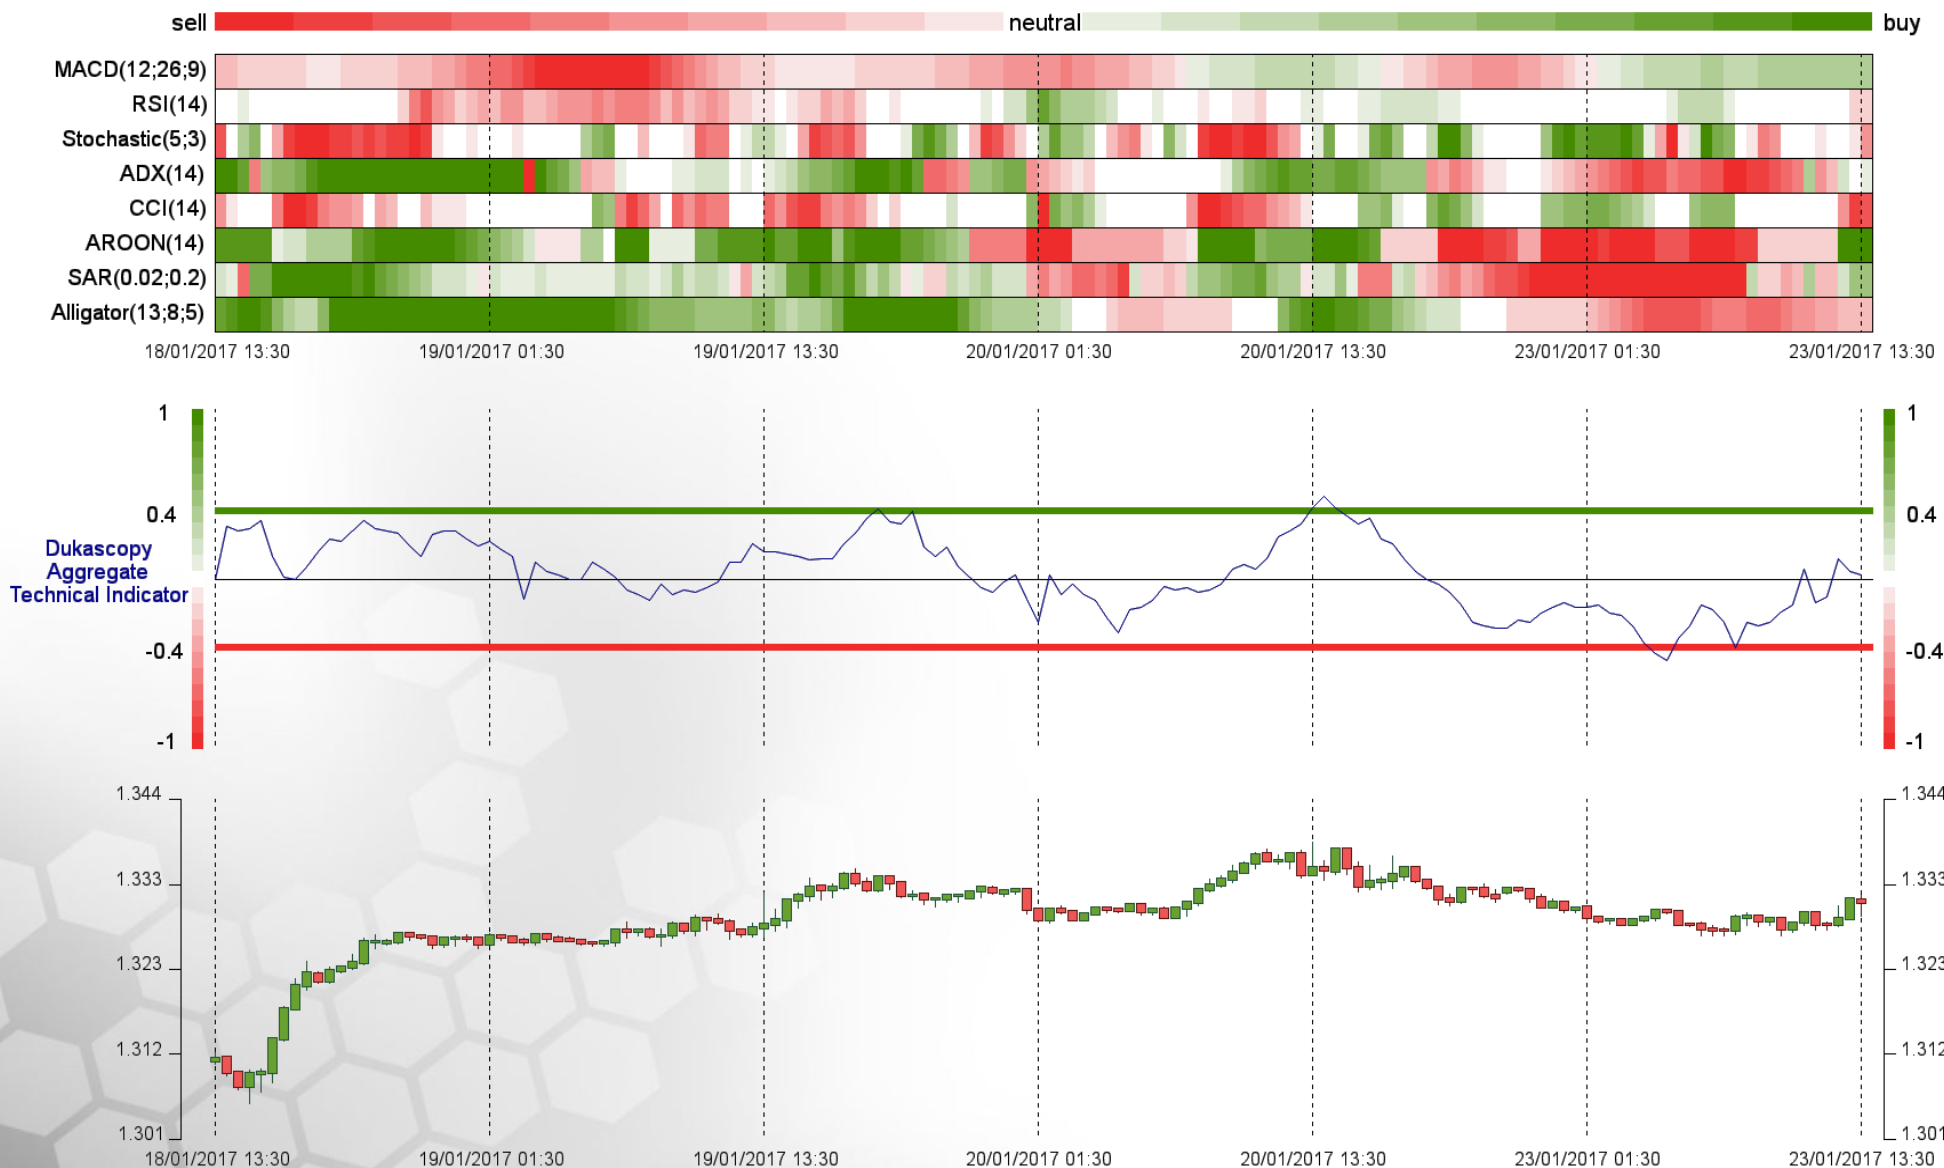 sell neutral buy
MACD(12;26;9)
RSI(14)
Stochastic(5;3)
ADX(14)
CCI(14)
AROON(14)
SAR(0.02;0.2)
Alligator(13;8;5)
18/01/2017 13:30 19/01/2017 01:30 19/01/2017 13:30 20/01/2017 01:30 20/01/2017 13:30 23/01/2017 01:30 23/01/2017 13:30
1 1
0.4 0.4
Dukascopy
Aggregate
Technical Indicator
-0.4 -0.4
-1 -1
1.344 1.344
1.333 1.333
1.323 1.323
1.312 1.312
1.301 1.301
18/01/2017 13:30 19/01/2017 01:30 19/01/2017 13:30 20/01/2017 01:30 20/01/2017 13:30 23/01/2017 01:30 23/01/2017 13:30